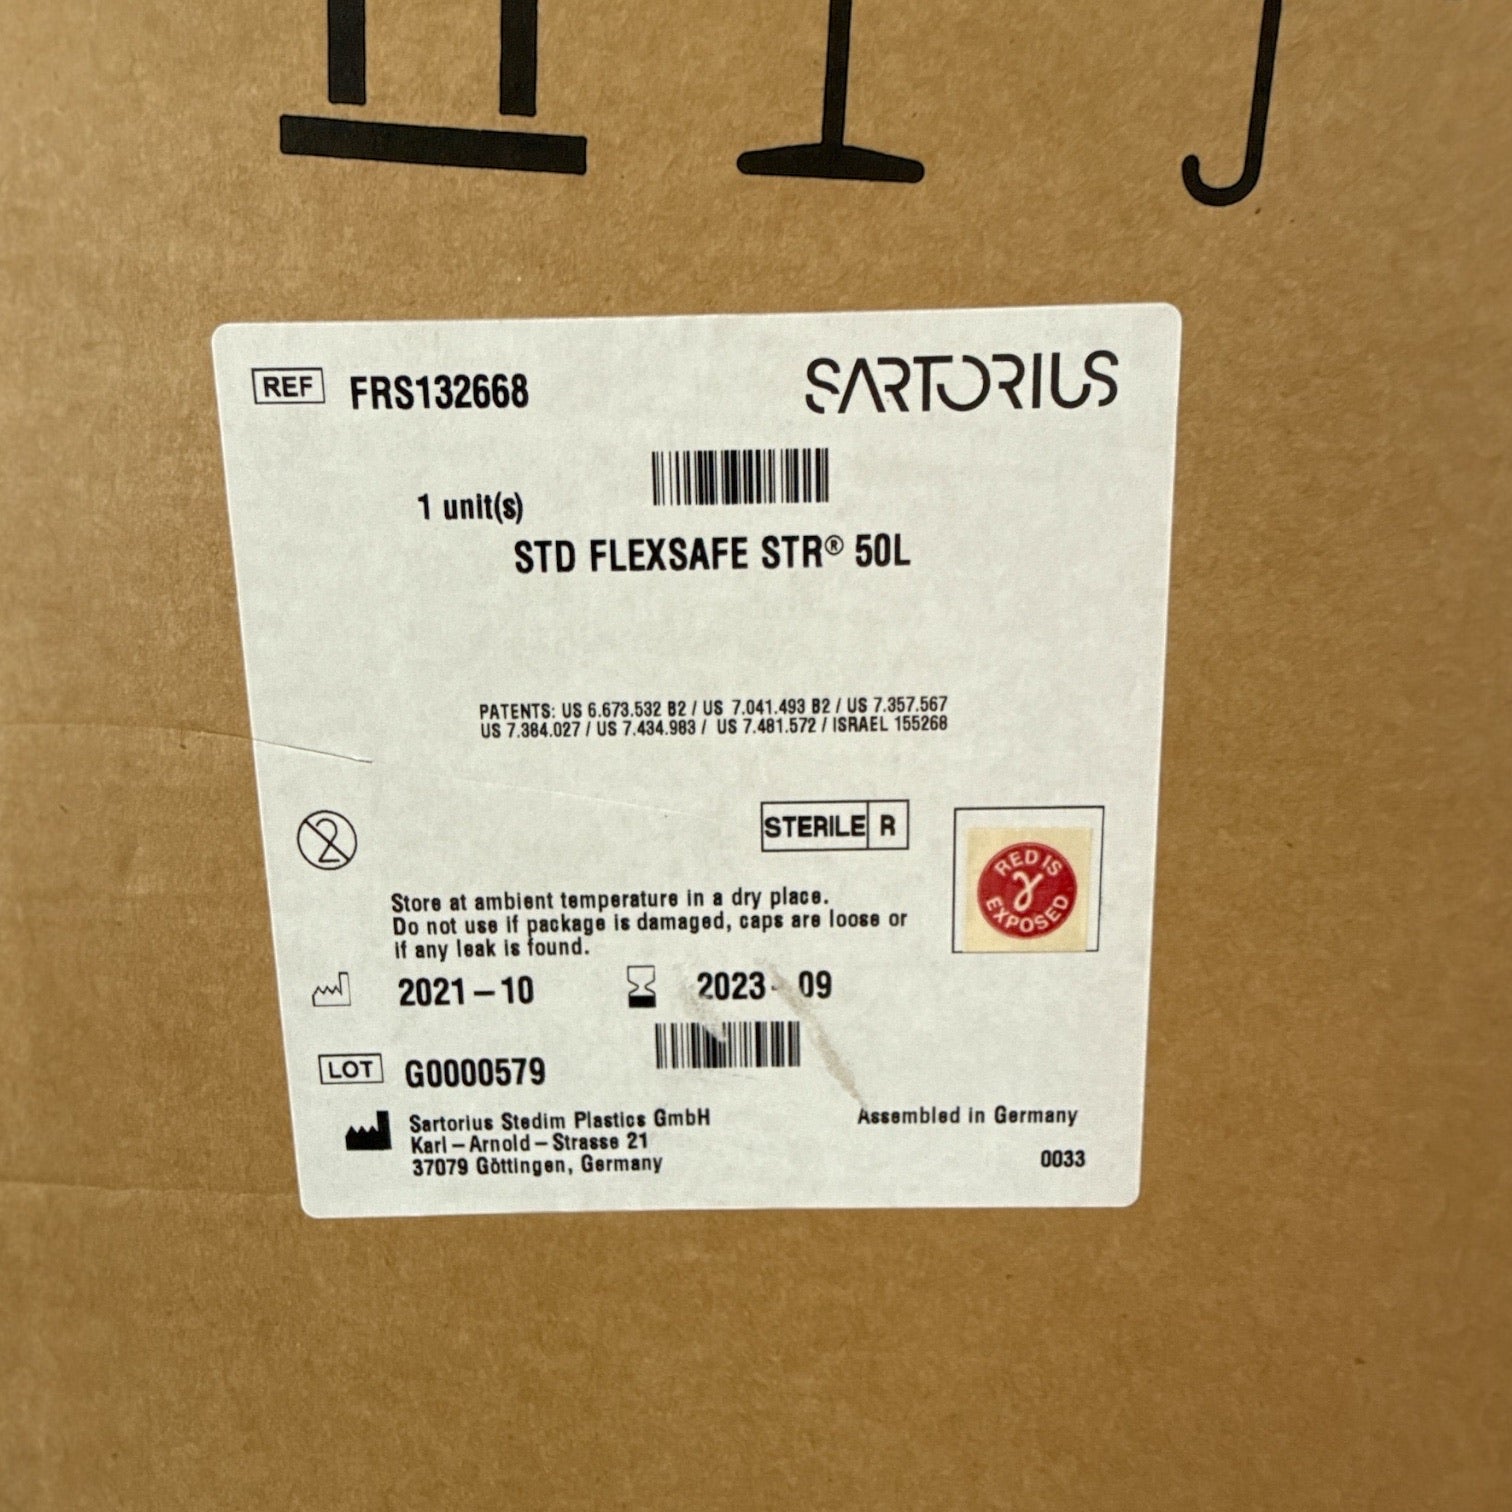 REF FRS132668 SARTORIUS
1 unit(s)
STD FLEXSAFE STR® 50L
PATENTS: US 6.673.532 B2 / US 7.041.493 B2 / US 7.357.567
US 7.384.027 / US 7.434.983 / US 7.481.572 / ISRAEL 155268
2
STERILE R
RED IS
γ
EXPOSED
Store at ambient temperature in a dry place.
Do not use if package is damaged, caps are loose or
if any leak is found.
2021-10 2023-09
LOT G0000579
Sartorius Stedim Plastics GmbH
Karl-Arnold-Strasse 21
37079 Göttingen, Germany
Assembled in Germany
0033